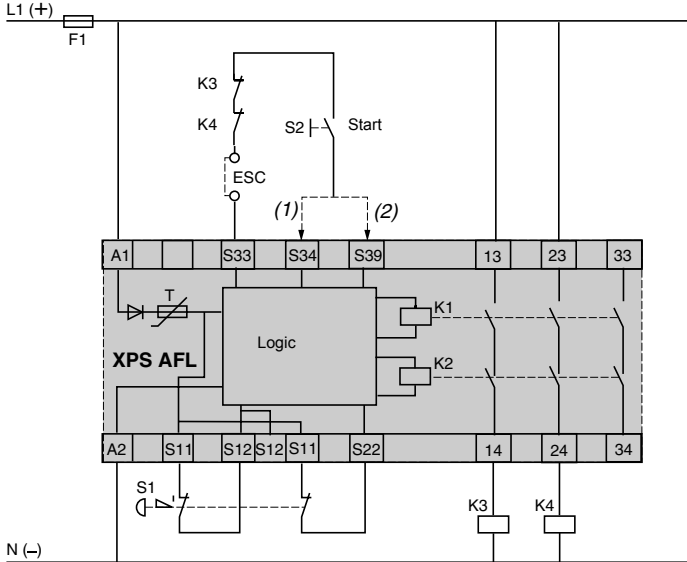 L1 (+)
F1
K3
K4
S2
Start
ESC
(1)
(2)
A1
S33
S34
S39
13
23
33
T
K1
Logic
XPS AFL
K2
A2
S11
S12
S12
S11
S22
14
24
34
S1
K3
K4
N (–)